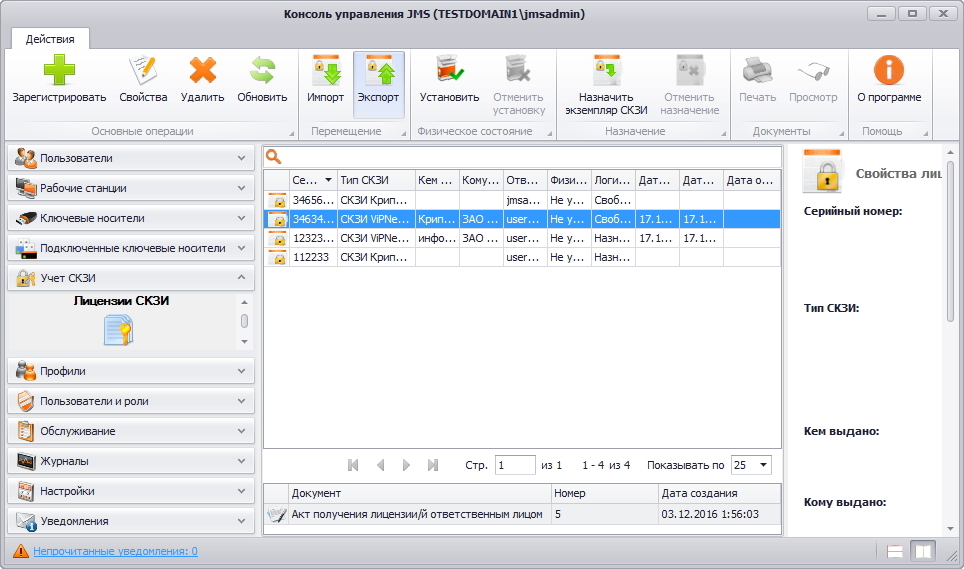 Консоль управления JMS (TESTDOMAIN1\jmsadmin)
Действия
Зарегистрировать
Свойства
Удалить
Обновить
Импорт
Экспорт
Установить
Отменить установку
Назначить экземпляр СКЗИ
Отменить назначение
Печать
Просмотр
О программе
Основные операции
Перемещение
Физическое состояние
Назначение
Документы
Помощь
Пользователи
Рабочие станции
Ключевые носители
Подключенные ключевые носители
Учет СКЗИ
Лицензии СКЗИ
Профили
Пользователи и роли
Обслуживание
Журналы
Настройки
Уведомления
Се... Тип СКЗИ Кем ... Кому... Отв... Физи... Логи... Дат... Дат... Дата о...
34656... СКЗИ Крип... jmsa... Не у... Своб...
34634... СКЗИ ViPNe... Крип... ЗАО ... user... Не у... Своб... 17.1... 17.1...
12323... СКЗИ ViPNe... инфо... ЗАО ... user... Не у... Назн... 17.1... 17.1...
112233 СКЗИ Крип... user... Не у... Назн...
Стр. 1 из 1 1 - 4 из 4 Показывать по 25
Документ Номер Дата создания
Акт получения лицензии/й ответственным лицом 5 03.12.2016 1:56:03
Свойства лиц
Серийный номер:
Тип СКЗИ:
Кем выдано:
Кому выдано:
Непрочитанные уведомления: 0